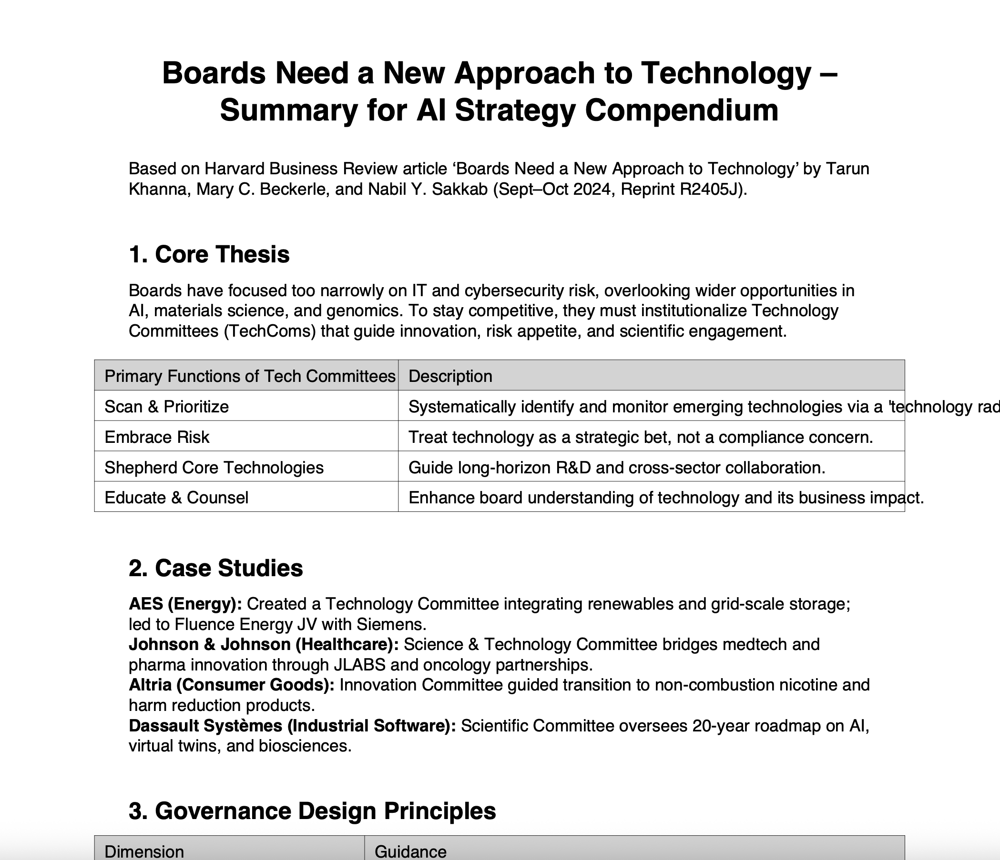 Boards Need a New Approach to Technology –
Summary for AI Strategy Compendium
Based on Harvard Business Review article ‘Boards Need a New Approach to Technology’ by Tarun
Khanna, Mary C. Beckerle, and Nabil Y. Sakkab (Sept–Oct 2024, Reprint R2405J).
1. Core Thesis
Boards have focused too narrowly on IT and cybersecurity risk, overlooking wider opportunities in
AI, materials science, and genomics. To stay competitive, they must institutionalize Technology
Committees (TechComs) that guide innovation, risk appetite, and scientific engagement.
Primary Functions of Tech Committees Description
Scan & Prioritize Systematically identify and monitor emerging technologies via a 'technology rad
Embrace Risk Treat technology as a strategic bet, not a compliance concern.
Shepherd Core Technologies Guide long-horizon R&D and cross-sector collaboration.
Educate & Counsel Enhance board understanding of technology and its business impact.
2. Case Studies
AES (Energy): Created a Technology Committee integrating renewables and grid-scale storage;
led to Fluence Energy JV with Siemens.
Johnson & Johnson (Healthcare): Science & Technology Committee bridges medtech and
pharma innovation through JLABS and oncology partnerships.
Altria (Consumer Goods): Innovation Committee guided transition to non-combustion nicotine and
harm reduction products.
Dassault Systèmes (Industrial Software): Scientific Committee oversees 20-year roadmap on AI,
virtual twins, and biosciences.
3. Governance Design Principles
Dimension Guidance